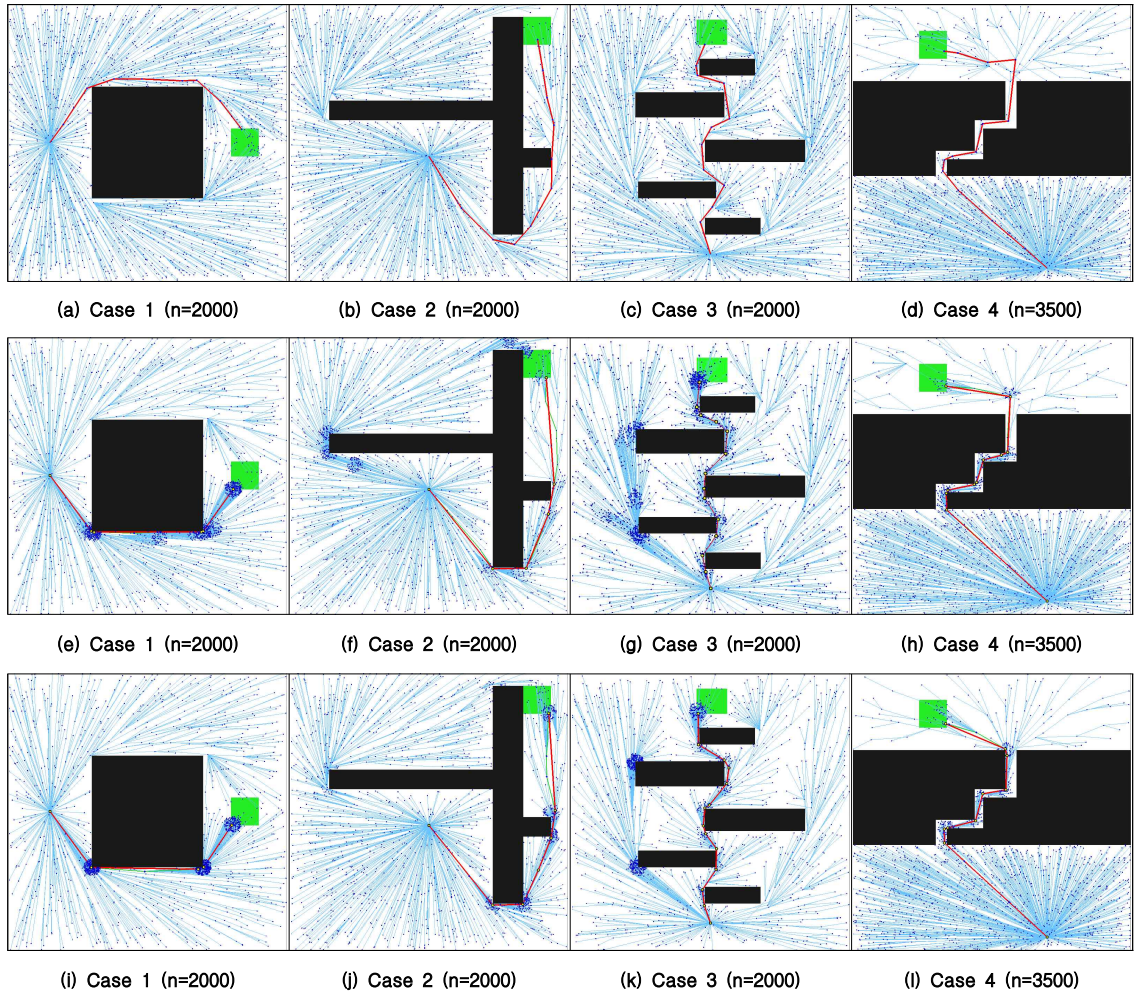 (a) Case 1 (n=2000)
(b) Case 2 (n=2000)
(c) Case 3 (n=2000)
(d) Case 4 (n=3500)
(e) Case 1 (n=2000)
(f) Case 2 (n=2000)
(g) Case 3 (n=2000)
(h) Case 4 (n=3500)
(i) Case 1 (n=2000)
(j) Case 2 (n=2000)
(k) Case 3 (n=2000)
(l) Case 4 (n=3500)